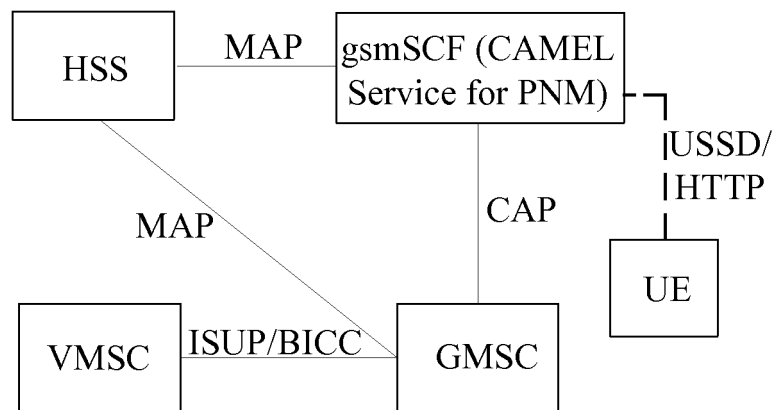 HSS
MAP
gsmSCF (CAMEL
Service for PNM)
USSD/
HTTP
MAP
CAP
UE
VMSC
ISUP/BICC
GMSC